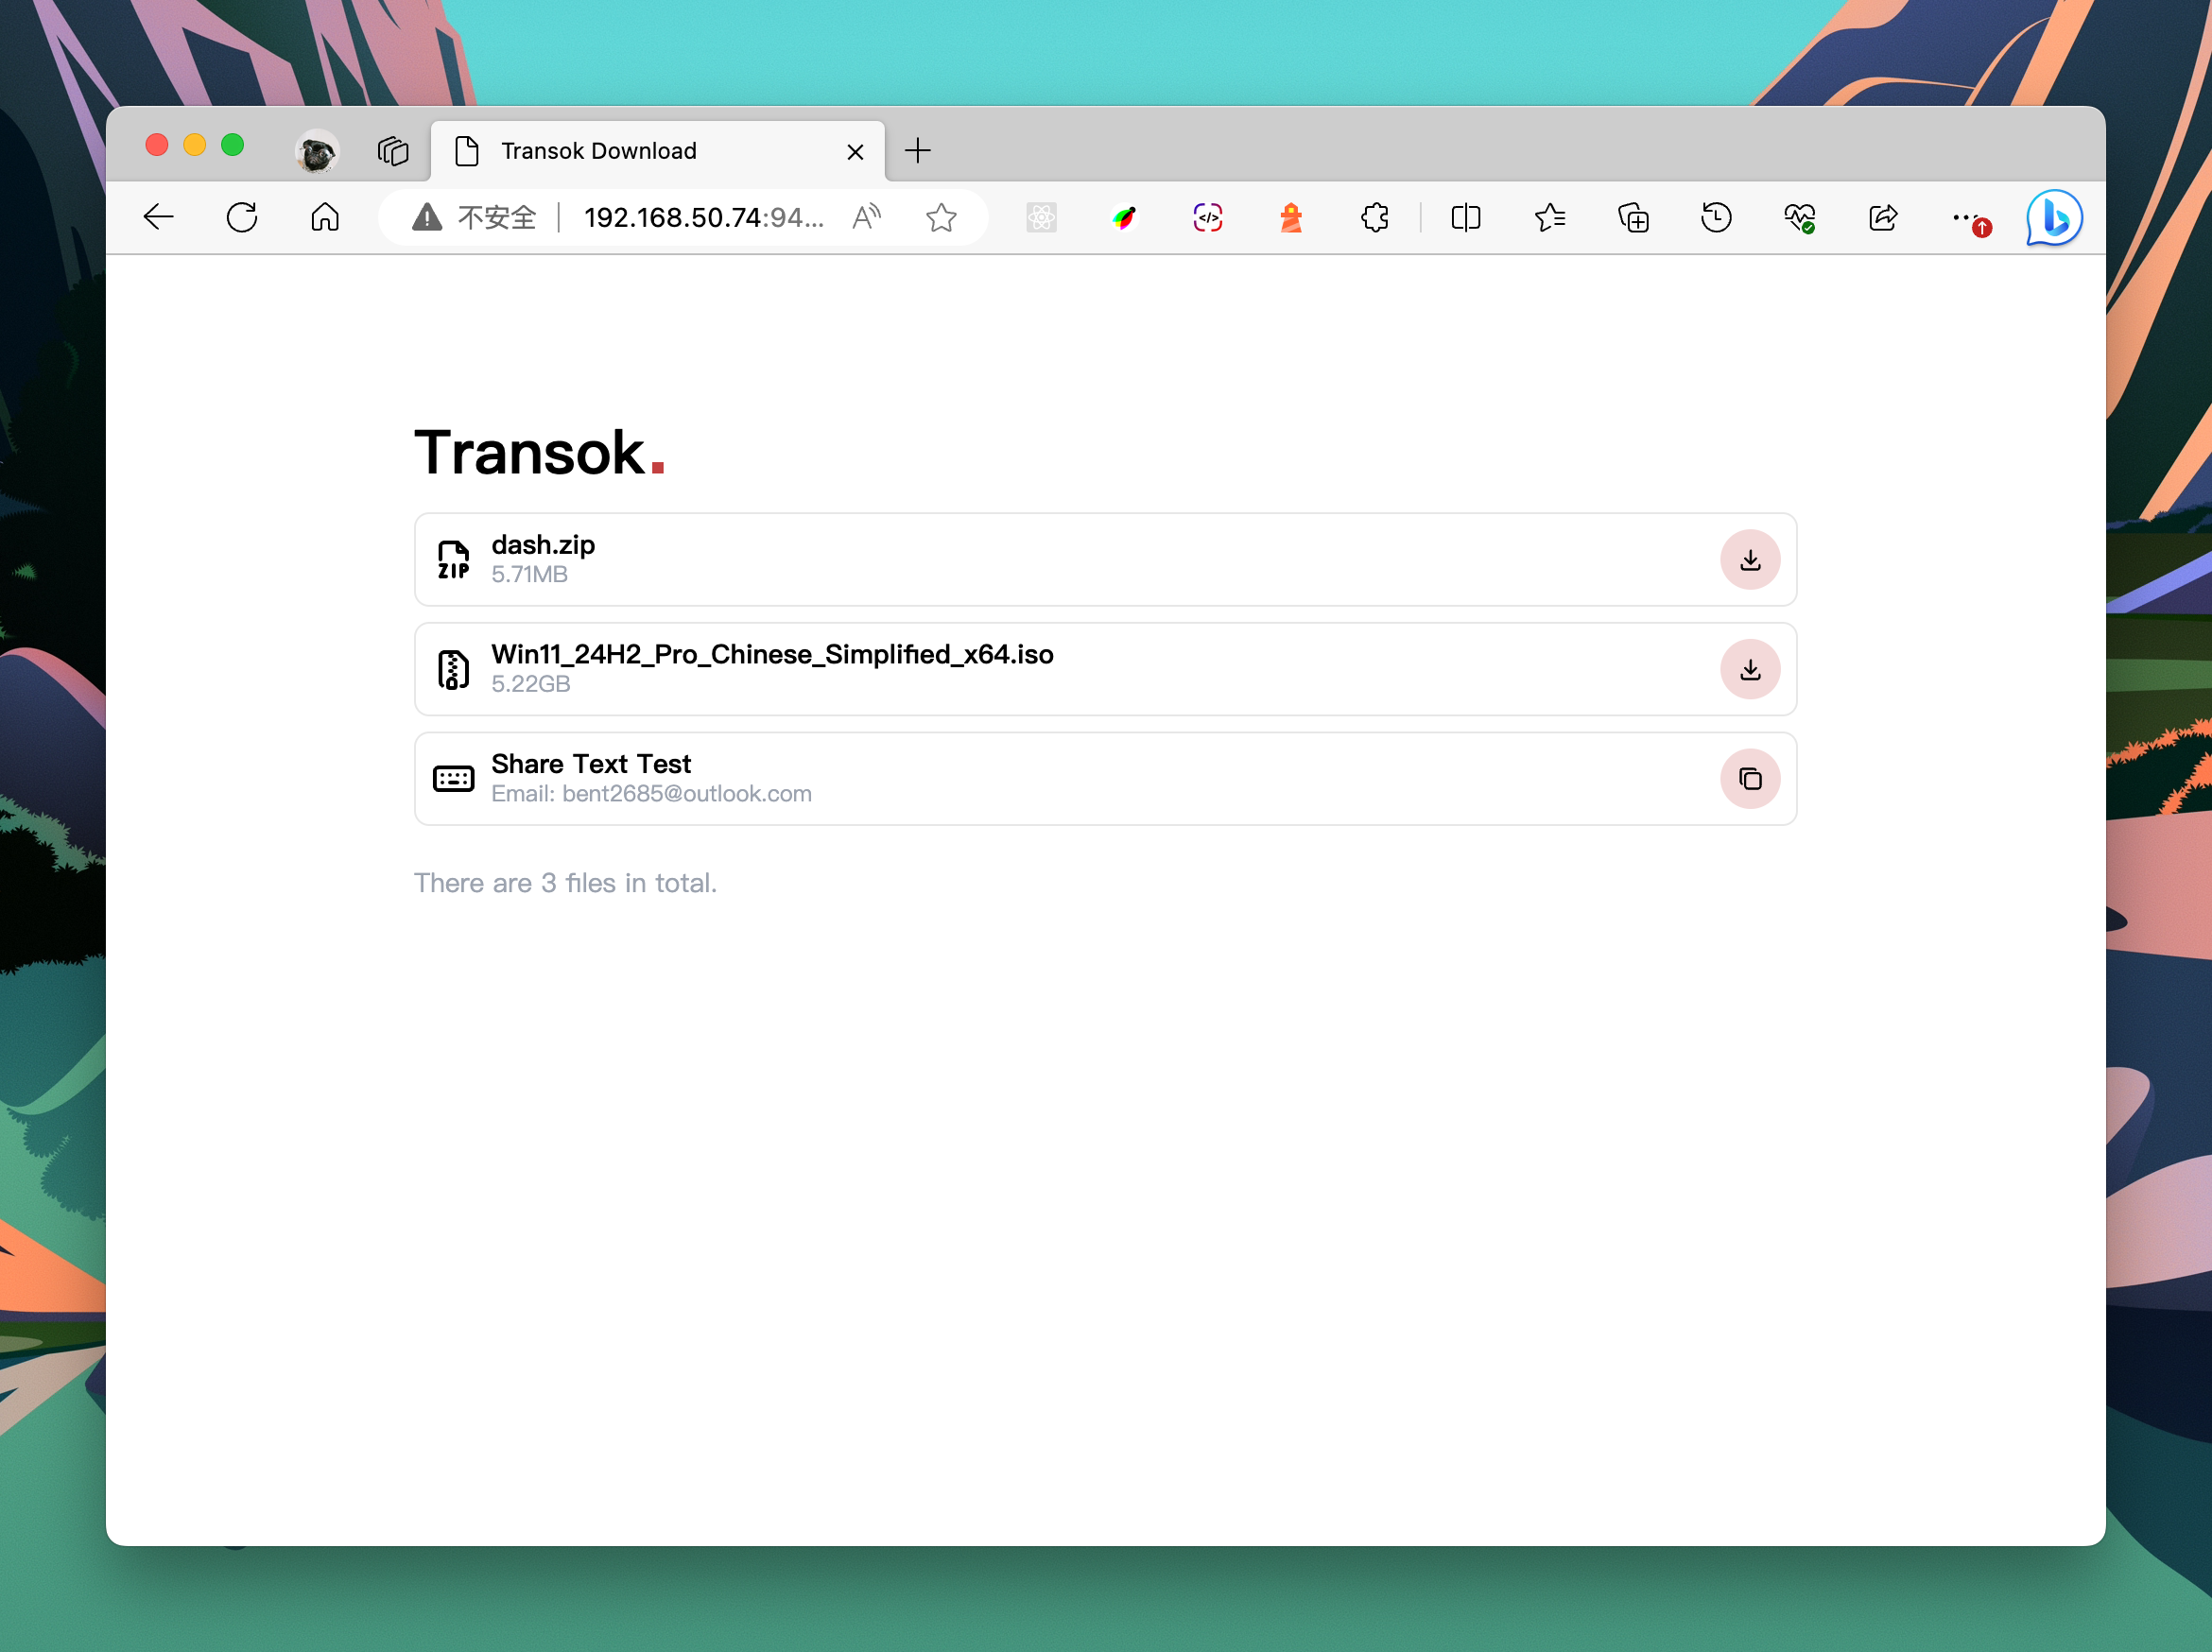 Transok Download
不安全
192.168.50.74:94...
Transok.
ZIP
dash.zip
5.71MB
Win11_24H2_Pro_Chinese_Simplified_x64.iso
5.22GB
Share Text Test
Email: bent2685@outlook.com
There are 3 files in total.